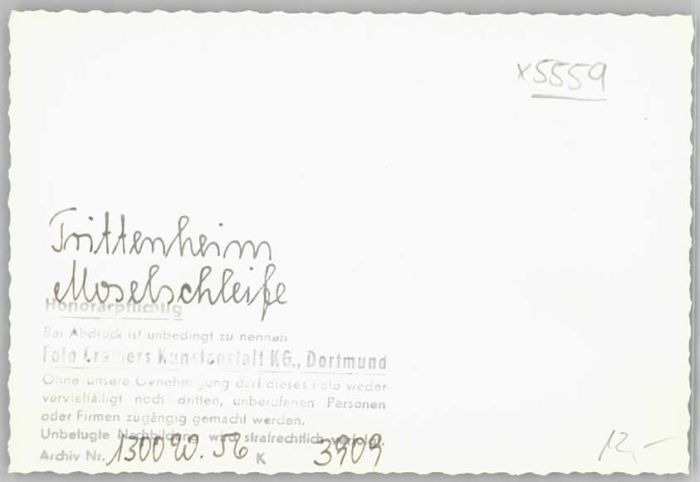 x5559
Trittenheim
Moselschleife
Honorarpflichtig
Bei Abdruck ist unbedingt zu nennen
Foto Cramers Kunstanstalt KG., Dortmund
Ohne unsere Genehmigung darf dieses Foto weder
vervielfältigt noch dritten, unberufenen Personen
oder Firmen zugängig gemacht werden.
Unbefugte Nachbildung wird strafrechtlich verfolgt.
Archiv Nr. 1300 W. 56 K 3909
12,-